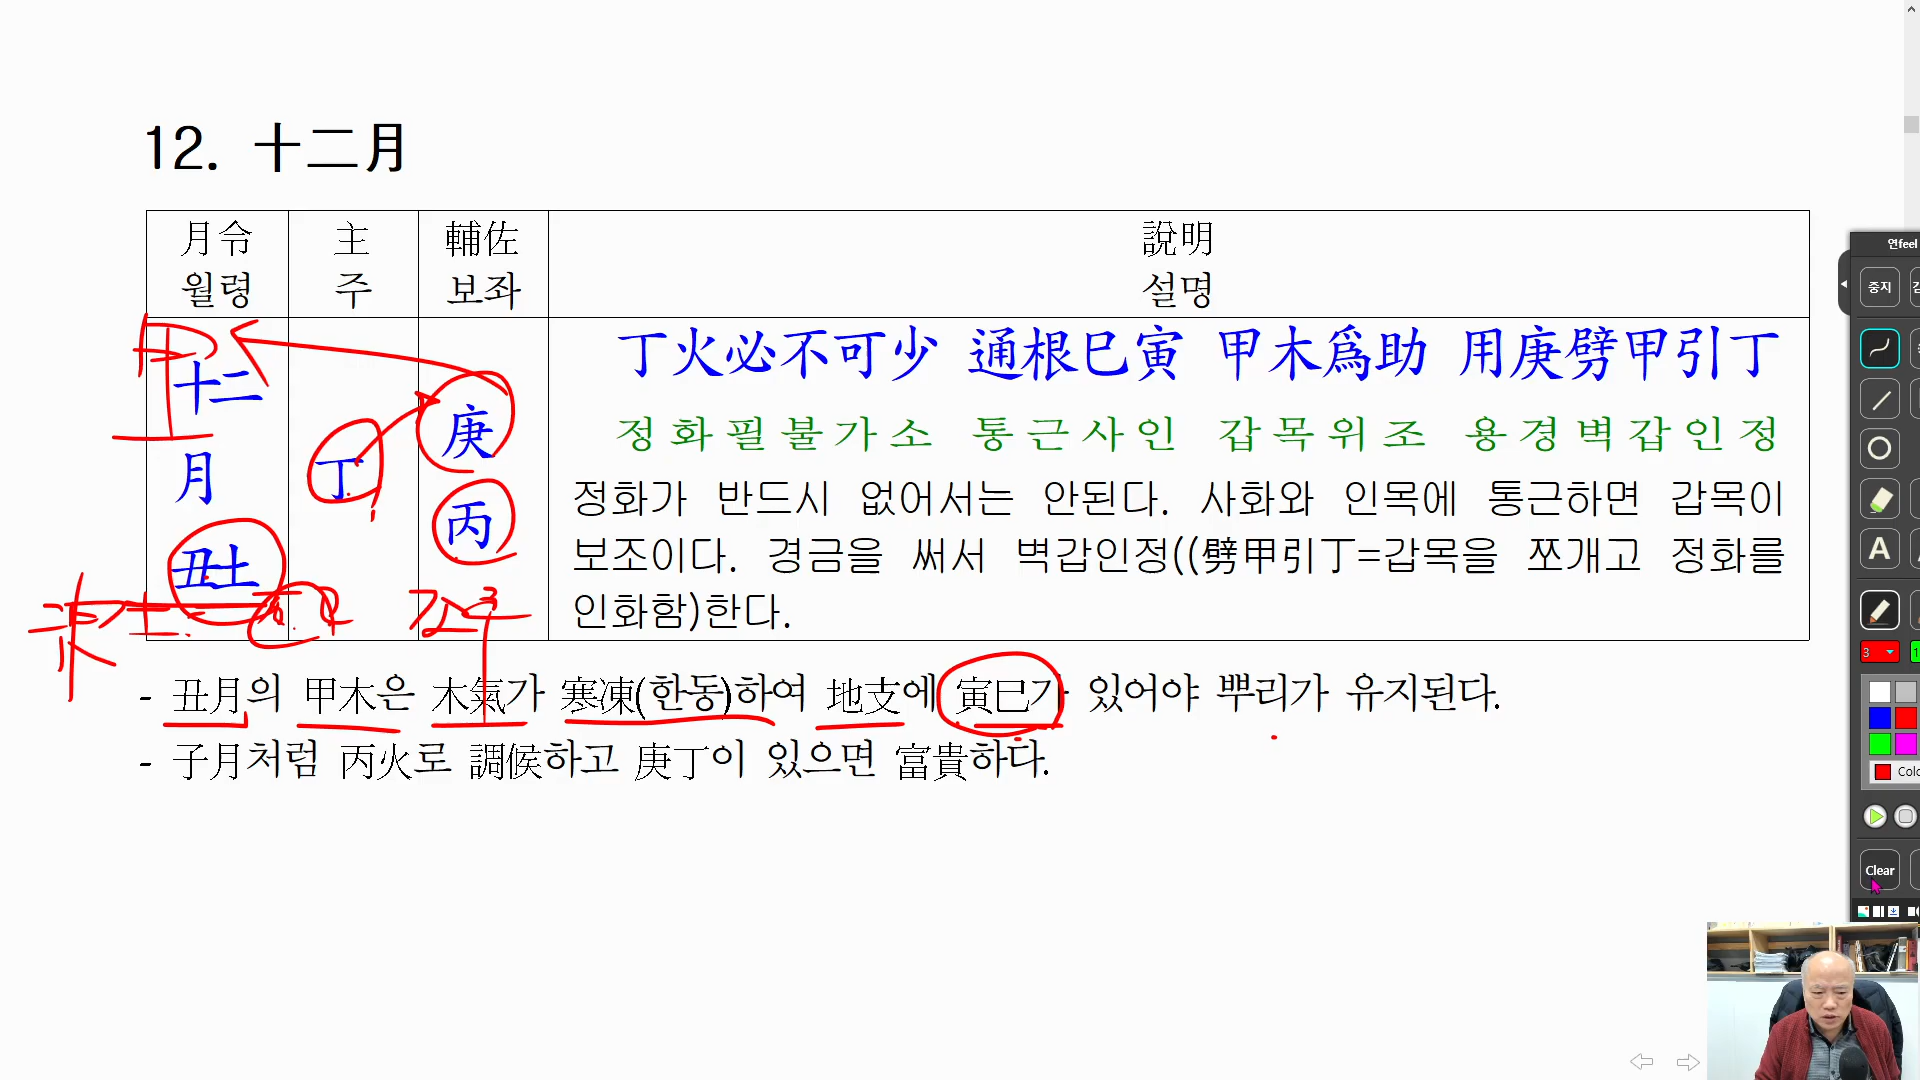 12. 十二月
月令 主 輔佐 說明
월령 주 보좌 설명
十二
月
丑土
丁
庚
丙
丁火必不可少 通根巳寅 甲木爲助 用庚劈甲引丁
정화필불가소 통근사인 갑목위조 용경벽갑인정
정화가 반드시 없어서는 안된다. 사화와 인목에 통근하면 갑목이
보조이다. 경금을 써서 벽갑인정((劈甲引丁=갑목을 쪼개고 정화를
인화함)한다.
- 丑月의 甲木은 木氣가 寒凍(한동)하여 地支에 寅巳가 있어야 뿌리가 유지된다.
- 子月처럼 丙火로 調候하고 庚丁이 있으면 富貴하다.
연feel
중지
A
3
1
Colo
Clear